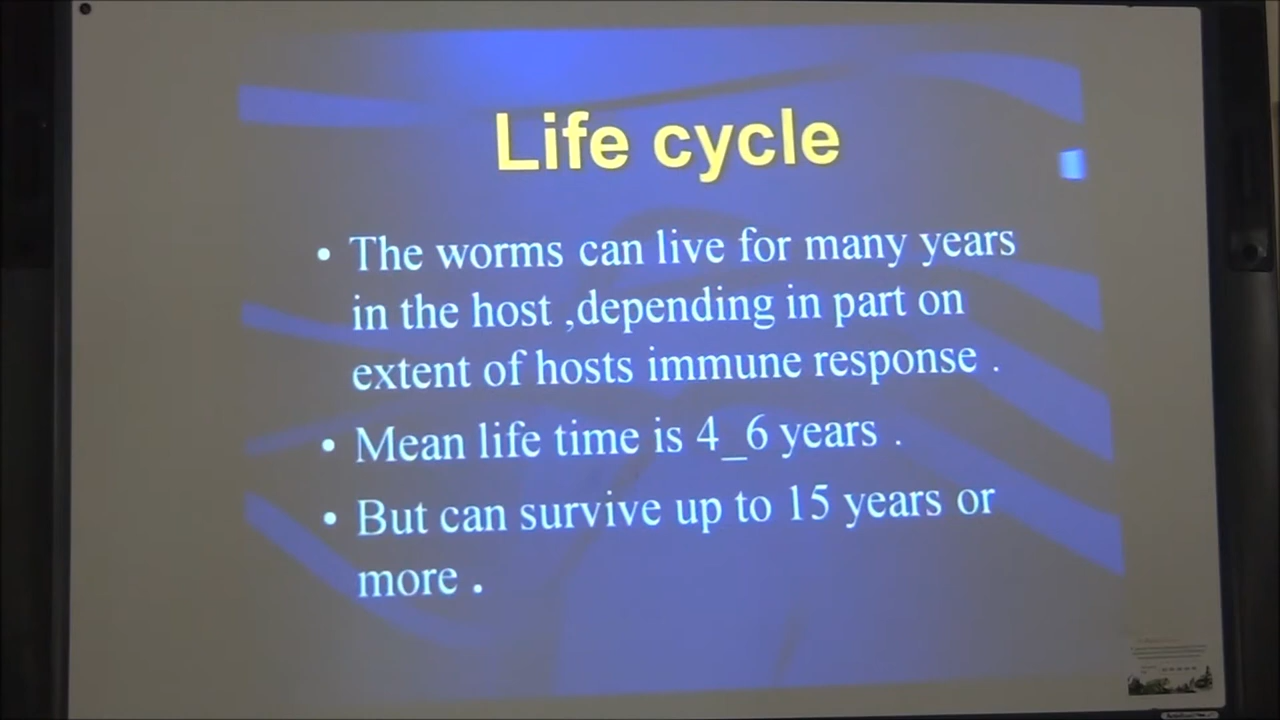 Life cycle
• The worms can live for many years
in the host ,depending in part on
extent of hosts immune response .
• Mean life time is 4_6 years .
• But can survive up to 15 years or
more .